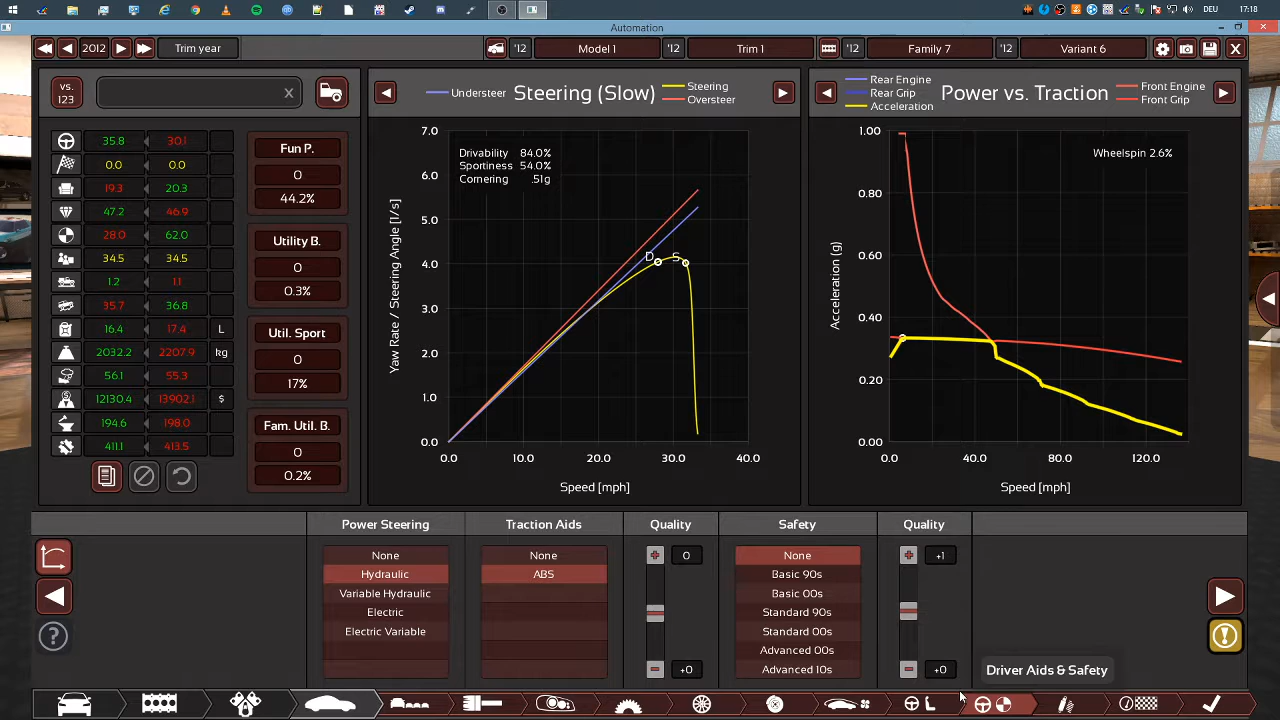 DEU 17:18
Automation
2012 Trim year '12 Model 1 '12 Trim 1 '12 Family 7 '12 Variant 6
vs. 123
x
35.8 30.1
0.0 0.0
19.3 20.3
47.2 46.9
28.0 62.0
34.5 34.5
1.2 1.1
35.7 36.8
16.4 17.4 L
2032.2 2207.9 kg
56.1 55.3
12130.4 13902.1 $
194.6 198.0
411.1 413.5
Fun P.
0
44.2%
Utility B.
0
0.3%
Util. Sport
0
17%
Fam. Util. B.
0
0.2%
Understeer Steering (Slow) Steering
Oversteer
7.0
6.0
5.0
4.0
3.0
2.0
1.0
0.0
Yaw Rate / Steering Angle [1/s]
Drivability 84.0%
Sportiness 54.0%
Cornering .51g
D S
0.0 10.0 20.0 30.0 40.0
Speed [mph]
Rear Engine
Rear Grip
Acceleration
Power vs. Traction
Front Engine
Front Grip
1.00
0.80
0.60
0.40
0.20
0.00
Acceleration [g]
Wheelspin 2.6%
0.0 40.0 80.0 120.0
Speed [mph]
Power Steering
None
Hydraulic
Variable Hydraulic
Electric
Electric Variable
Traction Aids
None
ABS
Quality
0
+0
Safety
None
Basic 90s
Basic 00s
Standard 90s
Standard 00s
Advanced 00s
Advanced 10s
Quality
+1
+0
Driver Aids & Safety